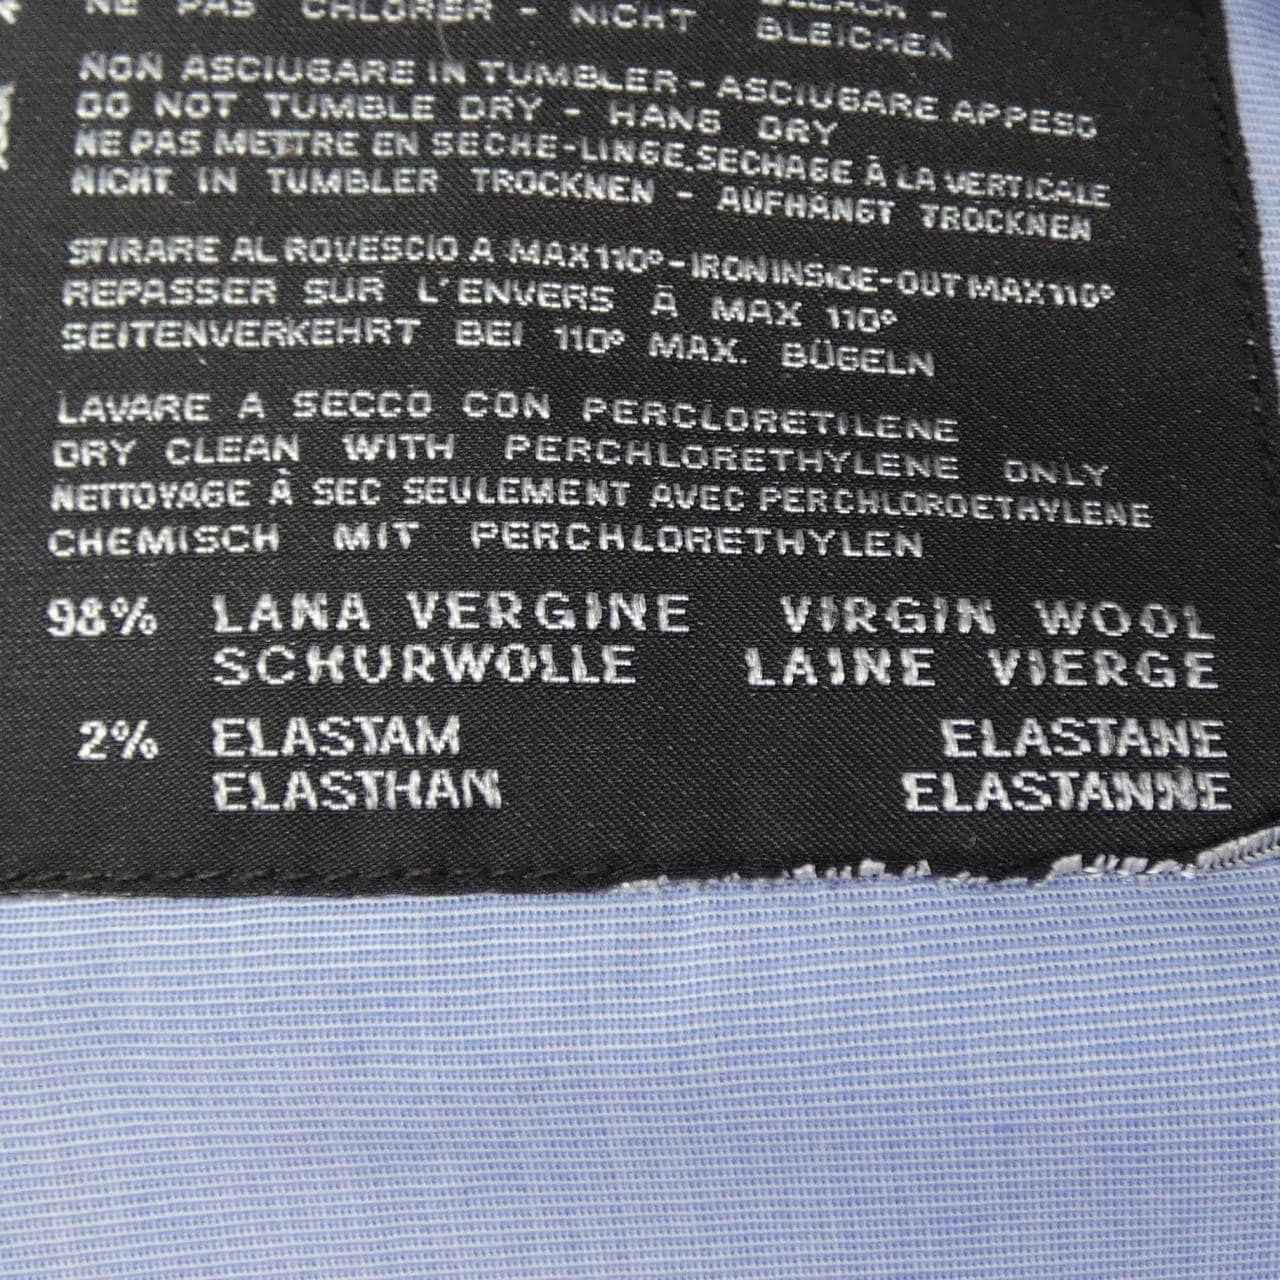 NE PAS CHLORER - NICHT BLEICHEN
NON ASCIUGARE IN TUMBLER - ASCIUGARE APPESO
DO NOT TUMBLE DRY - HANG DRY
NE PAS METTRE EN SECHE-LINGE.SECHAGE À LA VERTICALE
NICHT IN TUMBLER TROCKNEN - AUFHÄNGT TROCKNEN
STIRARE AL ROVESCIO A MAX 110° - IRON INSIDE-OUT MAX 110°
REPASSER SUR L'ENVERS À MAX 110°
SEITENVERKEHRT BEI 110° MAX. BÜGELN
LAVARE A SECCO CON PERCLORETILENE
DRY CLEAN WITH PERCHLORETHYLENE ONLY
NETTOYAGE À SEC SEULEMENT AVEC PERCHLOROETHYLENE
CHEMISCH MIT PERCHLORETHYLEN
98% LANA VERGINE VIRGIN WOOL
SCHURWOLLE LAINE VIERGE
2% ELASTAM ELASTANE
ELASTHAN ELASTANNE